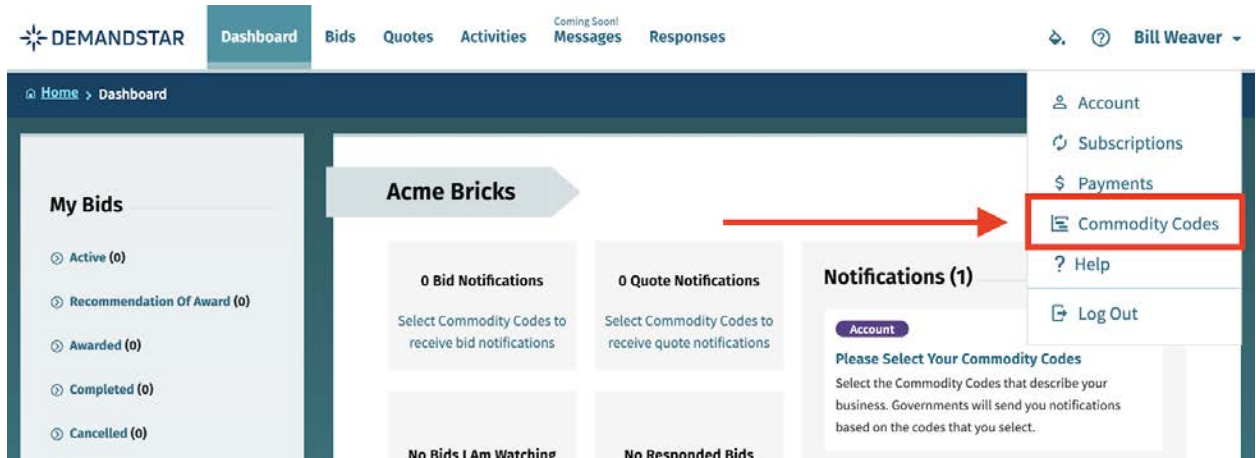 DEMANDSTAR
Dashboard
Bids
Quotes
Activities
Coming Soon!
Messages
Responses
Bill Weaver
Home > Dashboard
Account
Subscriptions
$ Payments
Commodity Codes
? Help
Log Out
My Bids
Active (0)
Recommendation Of Award (0)
Awarded (0)
Completed (0)
Cancelled (0)
Acme Bricks
0 Bid Notifications
Select Commodity Codes to
receive bid notifications
0 Quote Notifications
Select Commodity Codes to
receive quote notifications
No Bids I Am Watching
No Responded Bids
Notifications (1)
Account
Please Select Your Commodity Codes
Select the Commodity Codes that describe your
business. Governments will send you notifications
based on the codes that you select.